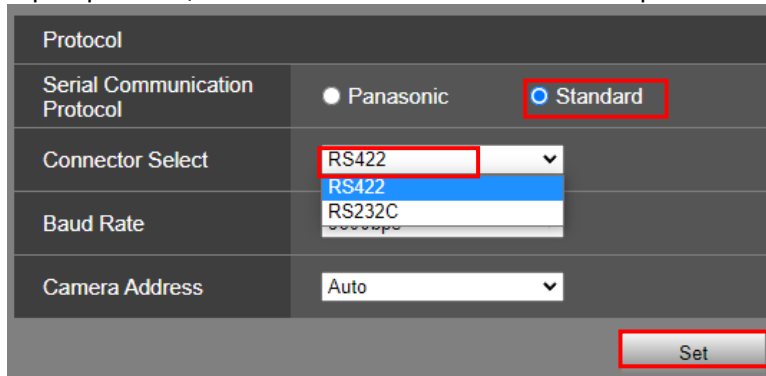 Protocol
Serial Communication
Protocol
Panasonic
Standard
Connector Select
RS422
RS422
RS232C
Baud Rate
Camera Address
Auto
Set